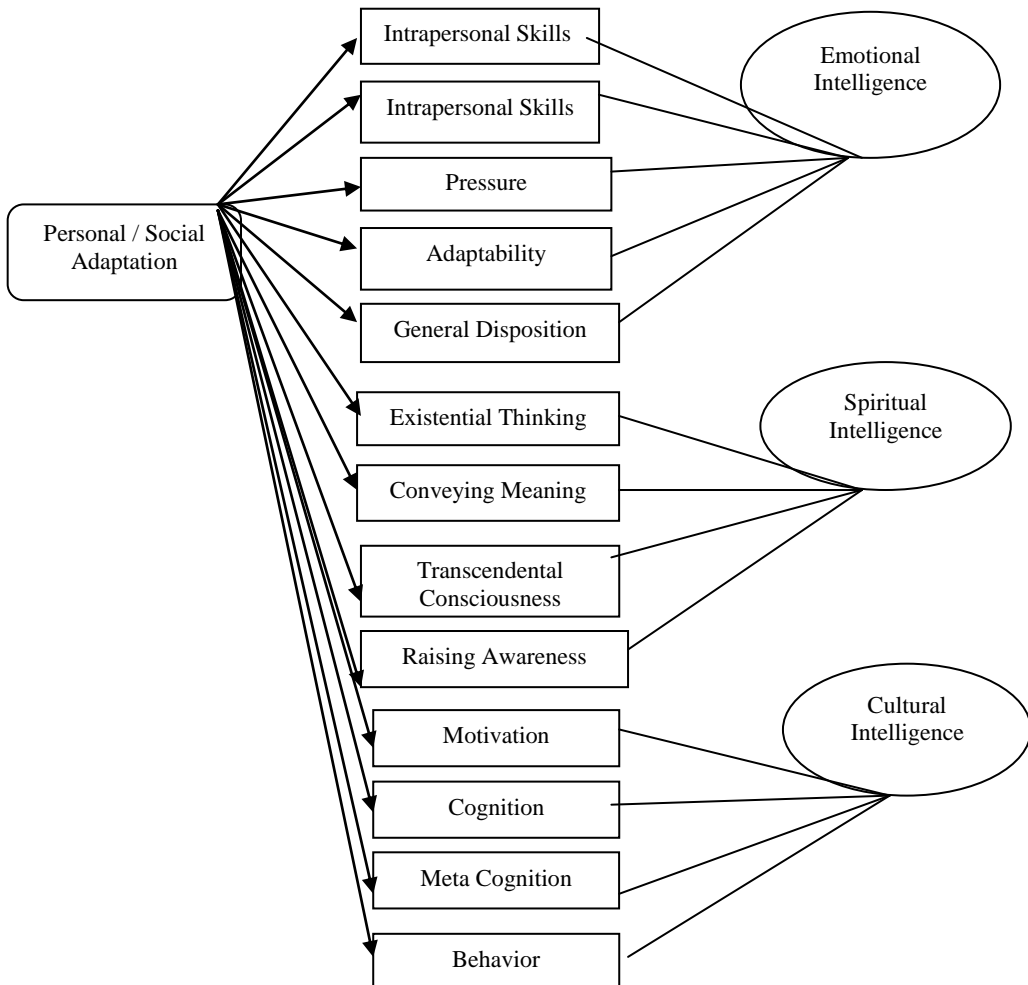 Intrapersonal Skills
Emotional
Intelligence
Intrapersonal Skills
Pressure
Personal / Social
Adaptation
Adaptability
General Disposition
Existential Thinking
Spiritual
Intelligence
Conveying Meaning
Transcendental
Consciousness
Raising Awareness
Cultural
Intelligence
Motivation
Cognition
Meta Cognition
Behavior